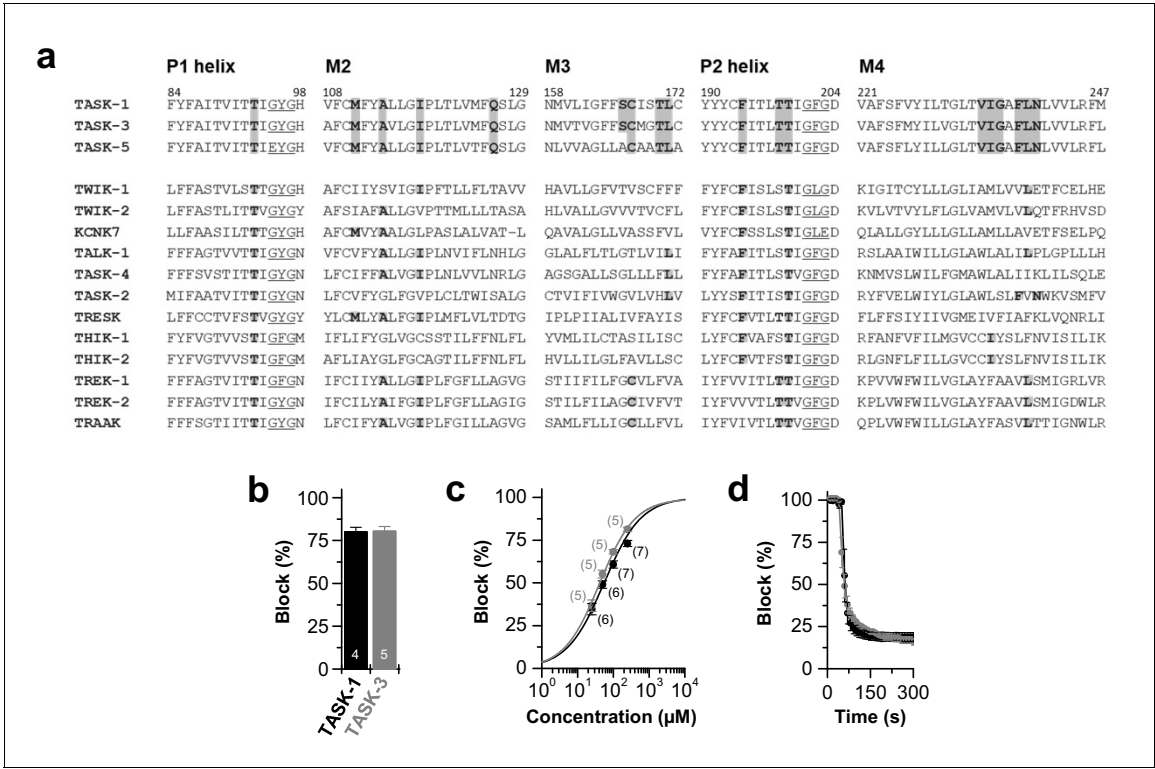 a
P1 helix M2 M3 P2 helix M4
84 98 108 129 158 172 190 204 221 247
TASK-1 FYFAITVITTIGYGH VFCMFYALLGIPLTLVMFQSLG NMVLIGFFSCISTLC YYYCFITLTTIGFGD VAFSFVYILTGLTVIGAFLNLVVLRFM
TASK-3 FYFAITVITTIGYGH AFCMFYAVLGIPLTLVMFQSLG NMVTVGFFSCMGTLC YYYCFITLTTIGFGD VAFSFMYILVGLTVIGAFLNLVVLRFL
TASK-5 FYFAITVITTIEYGH VFCMFYALLGIPLTLVTFQSLG NLVVAGLLACAATLA YYYCFITLTTIGFGD VAFSFLYILLGLTVIGAFLNLVVLRFL
TWIK-1 LFFASTVLSTTGYGH AFCIIYSVIGIPFTLLFLTAVV HAVLLGFVTVSCFFF FYFCFISLSTIGLGD KIGITCYLLLGLIAMLVVLETFCELHE
TWIK-2 LFFASTLITTVGYGY AFSIAFALLGVPTTMLLLTASA HLVALLGVVVTVCFL FYFCFISLSTIGLGD KVLVTVYLFLGLVAMVLVLQTFRHVSD
KCNK7 LLFAASILTTTGYGH AFCMVYAALGLPASLALVAT-L QAVALGLLVASSFVL VYFCFSSLSTIGLED QLALLGYLLLGLLAMLLAVETFSELPQ
TALK-1 FFFAGTVVTTIGYGN VFCVFYALLGIPLNVIFLNHLG GLALFLTLGTLVILI FYFAFITLSTIGFGD RSLAAIWILLGLAWLALILPLGPLLLH
TASK-4 FFFSVSTITTIGYGN LFCIFFALVGIPLNLVVLNRLG AGSGALLSGLLLFLL FYFAFITLSTIGFGD KNMVSLWILFGMAWLALIIKLILSQLE
TASK-2 MIFAATVITTIGYGN LFCVFYGLFGVPLCLTWISALG CTVIFIVWGVLVHLV LYYSFITISTIGFGD RYFVELWIYLGLAWLSLFVNWKVSMFV
TRESK LFFCCTVFSTVGYGY YLCMLYALFGIPLMFLVLTDTG IPLPIIALIVFAYIS FYFCFVTLTTIGFGD FLFFSIYIIVGMEIVFIAFKLVQNRLI
THIK-1 FYFVGTVVSTIGFGM IFLIFYGLVGCSSTILFFNLFL YVMLILCTASILISC LYFCFVAFSTIGFGD RFANFVFILMGVCCIYSLFNVISILIK
THIK-2 FYFVGTVVSTIGFGM AFLIAYGLFGCAGTILFFNLFL HVLLILGLFAVLLSC LYFCFVTFSTIGFGD RLGNFLFILLGVCCIYSLFNVISILIK
TREK-1 FFFAGTVITTIGFGN IFCIIYALLGIPLFGFLLAGVG STIIFILFGCVLFVA IYFVVITLTTIGFGD KPVVWFWILVGLAYFAAVLSMIGRLVR
TREK-2 FFFAGTVITTIGYGN IFCILYAIFGIPLFGFLLAGIG STILFILAGCIVFVT IYFVVVTLTTVGFGD KPLVWFWILVGLAYFAAVLSMIGDWLR
TRAAK FFFSGTIITTIGYGN LFCIFYALVGIPLFGILLAGVG SAMLFLLIGCLLFVL IYFVIVTLTTVGFGD QPLVWFWILLGLAYFASVLTTIGNWLR
b
Block (%)
100
75
50
25
0
4 5
TASK-1 TASK-3
c
Block (%)
100
75
50
25
0
(5)
(5)
(7)
(5)
(7)
(5)
(6)
(6)
10⁰ 10¹ 10² 10³ 10⁴
Concentration (µM)
d
Block (%)
100
75
50
25
0
0 150 300
Time (s)